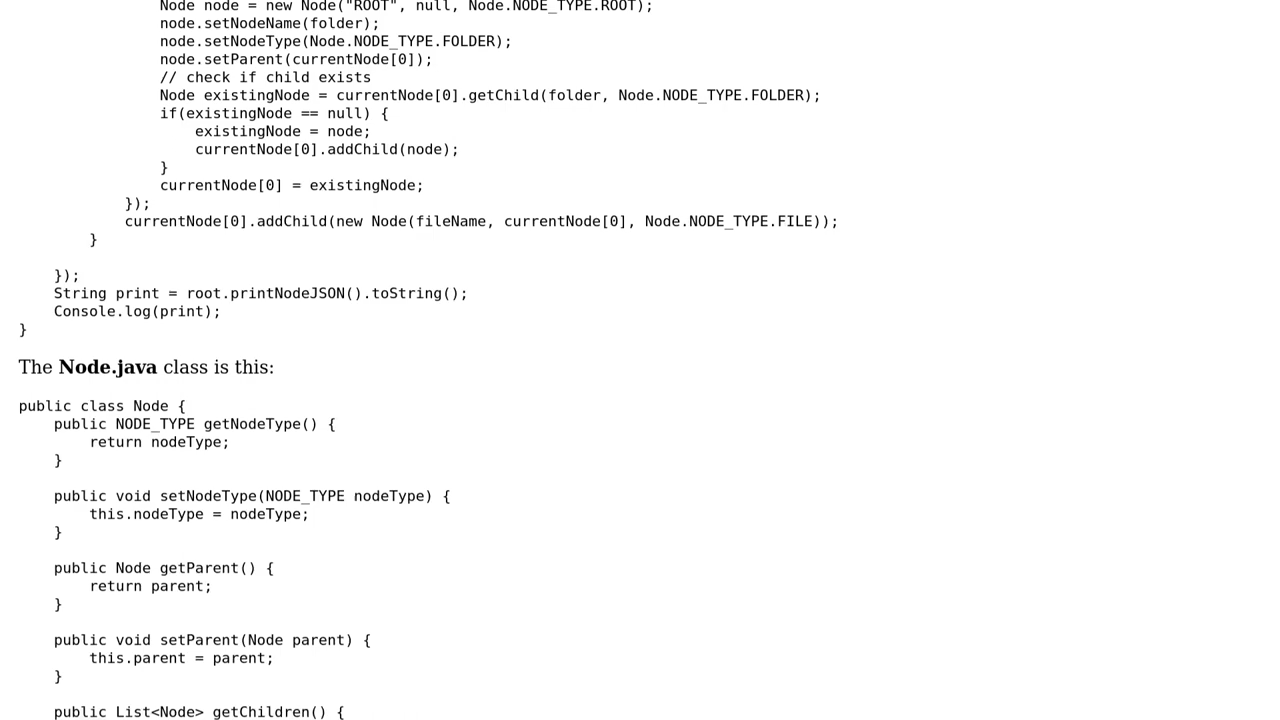 Node node = new Node("ROOT", null, Node.NODE_TYPE.ROOT);
node.setNodeName(folder);
node.setNodeType(Node.NODE_TYPE.FOLDER);
node.setParent(currentNode[0]);
// check if child exists
Node existingNode = currentNode[0].getChild(folder, Node.NODE_TYPE.FOLDER);
if(existingNode == null) {
existingNode = node;
currentNode[0].addChild(node);
}
currentNode[0] = existingNode;
});
currentNode[0].addChild(new Node(fileName, currentNode[0], Node.NODE_TYPE.FILE));
}
});
String print = root.printNodeJSON().toString();
Console.log(print);
}
The Node.java class is this:
public class Node {
public NODE_TYPE getNodeType() {
return nodeType;
}
public void setNodeType(NODE_TYPE nodeType) {
this.nodeType = nodeType;
}
public Node getParent() {
return parent;
}
public void setParent(Node parent) {
this.parent = parent;
}
public List<Node> getChildren() {